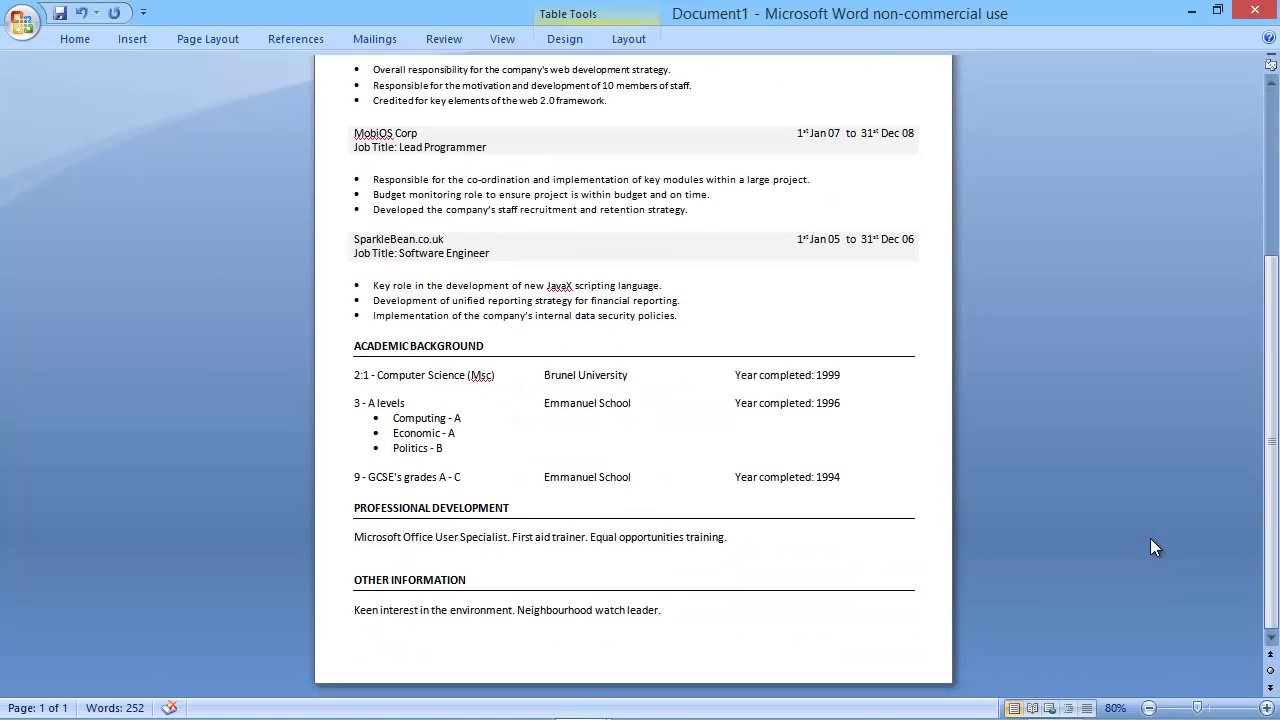 Table Tools
Document1 - Microsoft Word non-commercial use
Home Insert Page Layout References Mailings Review View Design Layout
• Overall responsibility for the company's web development strategy.
• Responsible for the motivation and development of 10 members of staff.
• Credited for key elements of the web 2.0 framework.
MobiOS Corp 1st Jan 07 to 31st Dec 08
Job Title: Lead Programmer
• Responsible for the co-ordination and implementation of key modules within a large project.
• Budget monitoring role to ensure project is within budget and on time.
• Developed the company's staff recruitment and retention strategy.
SparkleBean.co.uk 1st Jan 05 to 31st Dec 06
Job Title: Software Engineer
• Key role in the development of new JavaX scripting language.
• Development of unified reporting strategy for financial reporting.
• Implementation of the company's internal data security policies.
ACADEMIC BACKGROUND
2:1 - Computer Science (Msc) Brunel University Year completed: 1999
3 - A levels Emmanuel School Year completed: 1996
• Computing - A
• Economic - A
• Politics - B
9 - GCSE's grades A - C Emmanuel School Year completed: 1994
PROFESSIONAL DEVELOPMENT
Microsoft Office User Specialist. First aid trainer. Equal opportunities training.
OTHER INFORMATION
Keen interest in the environment. Neighbourhood watch leader.
Page: 1 of 1 Words: 252 80%